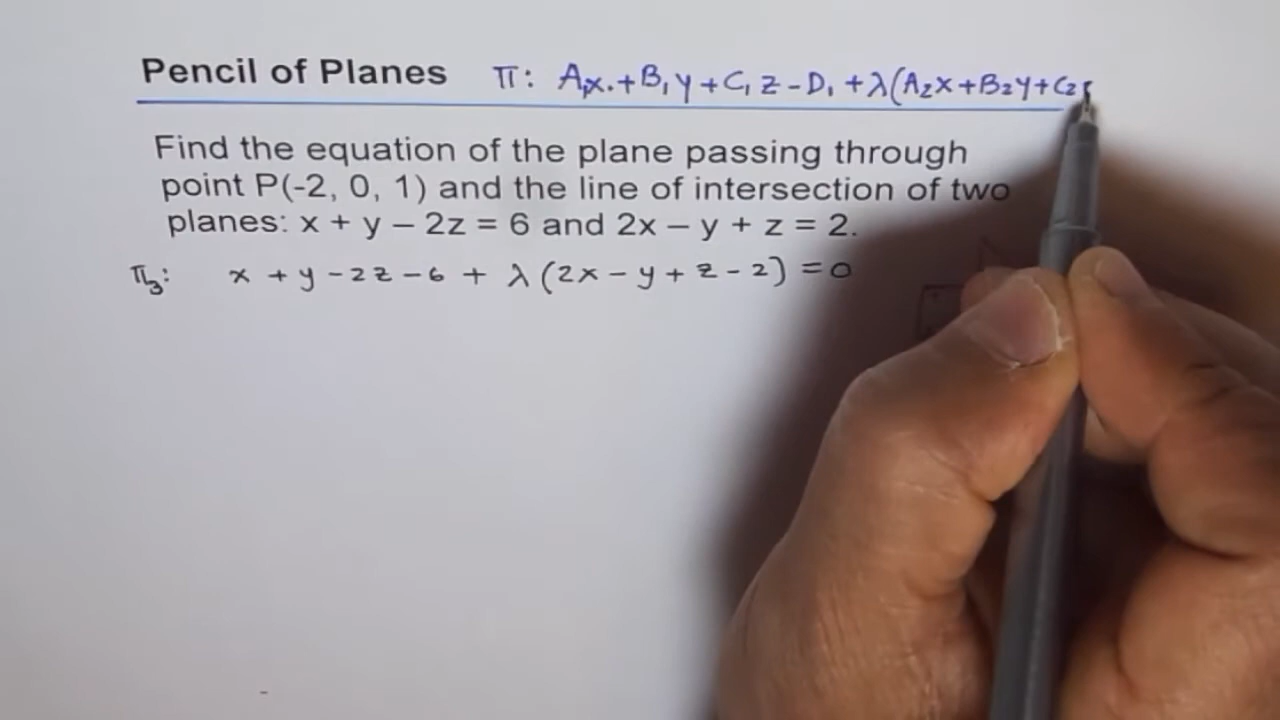 Pencil of Planes π: A₁x + B₁y + C₁z - D₁ + λ(A₂x + B₂y + C₂
Find the equation of the plane passing through
point P(-2, 0, 1) and the line of intersection of two
planes: x + y – 2z = 6 and 2x – y + z = 2.
π₃: x + y - 2z - 6 + λ(2x - y + z - 2) = 0